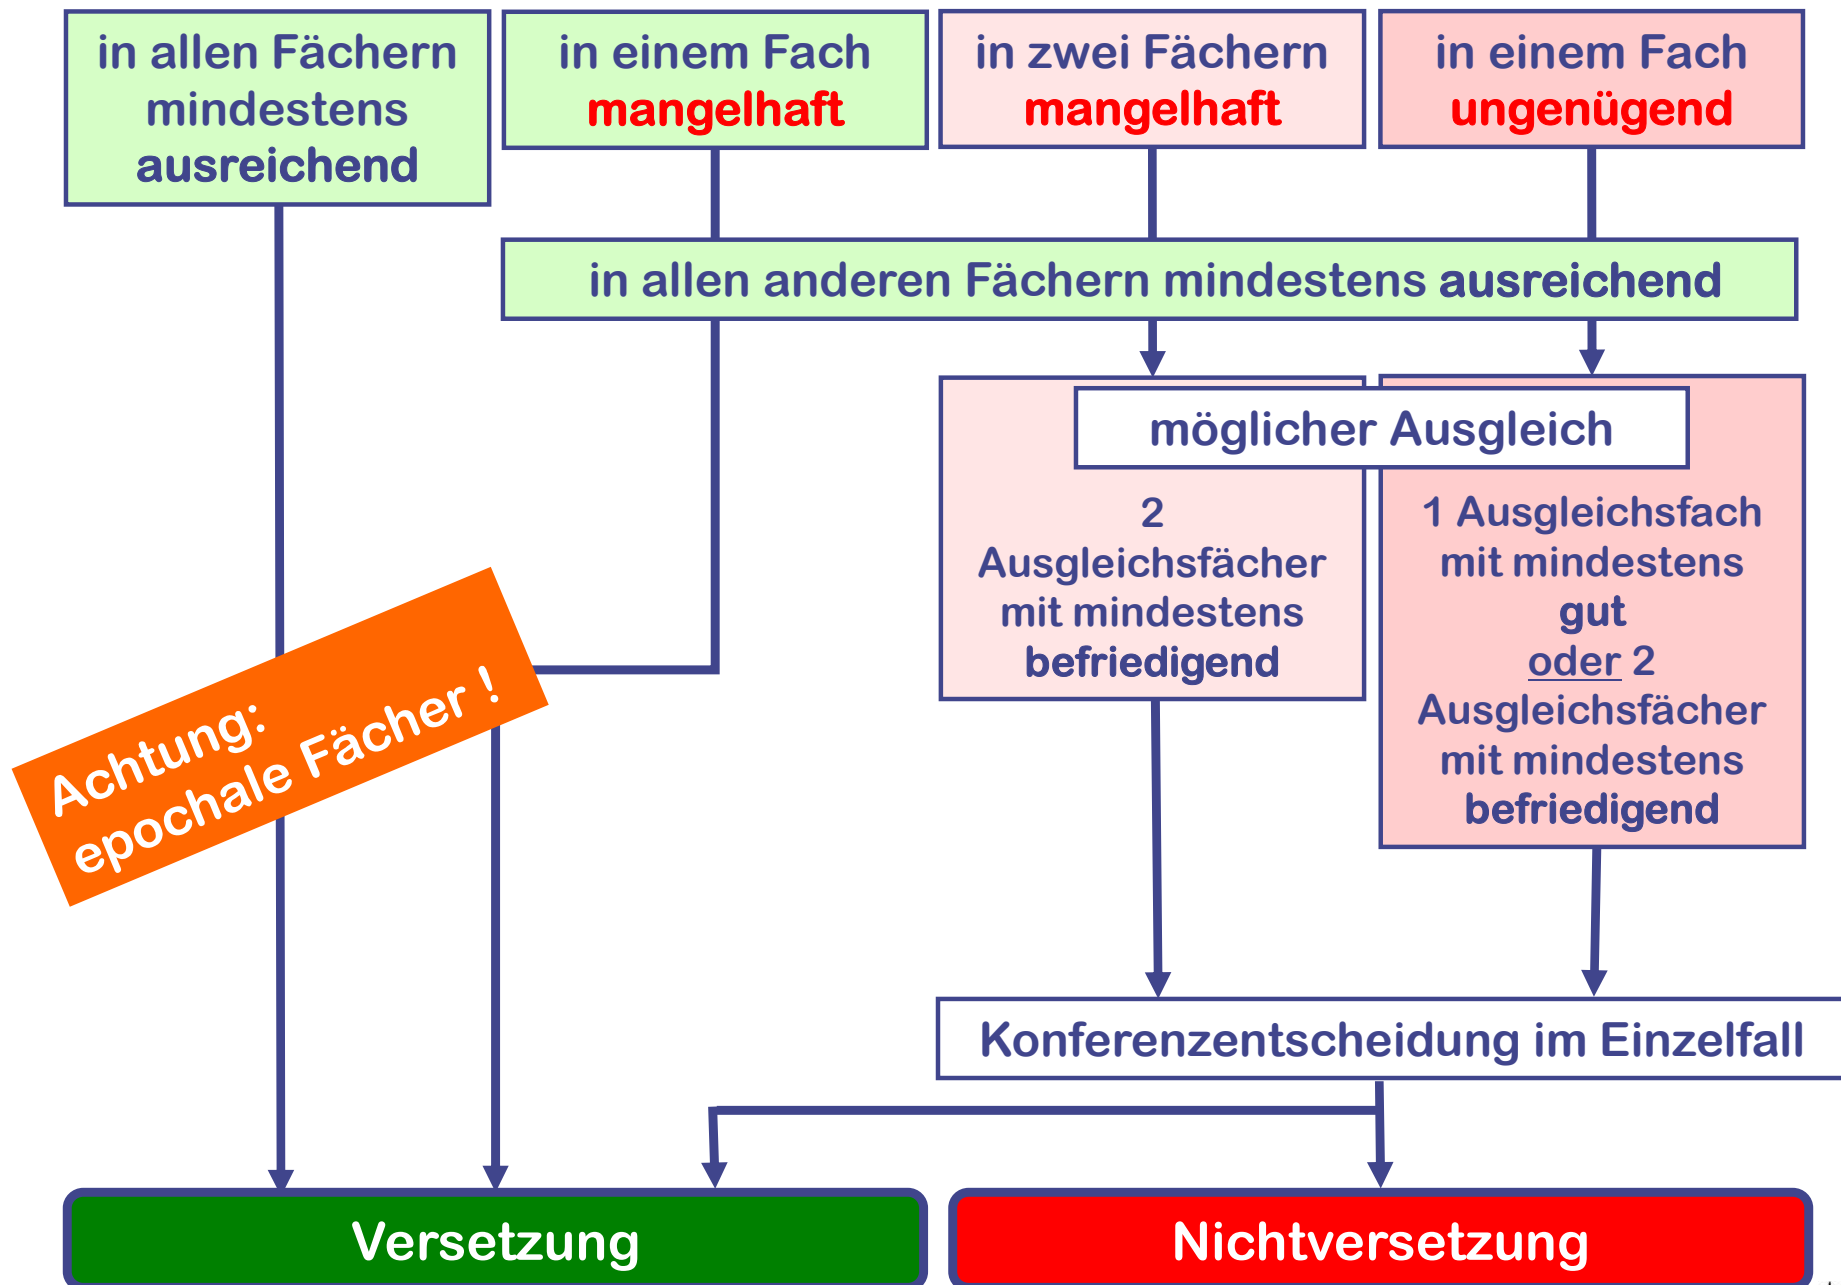 in allen Fächern
mindestens
ausreichend
in einem Fach
mangelhaft
in zwei Fächern
mangelhaft
in einem Fach
ungenügend
in allen anderen Fächern mindestens ausreichend
möglicher Ausgleich
2
Ausgleichsfächer
mit mindestens
befriedigend
1 Ausgleichsfach
mit mindestens
gut
oder 2
Ausgleichsfächer
mit mindestens
befriedigend
Achtung:
epochale Fächer !
Konferenzentscheidung im Einzelfall
Versetzung
Nichtversetzung